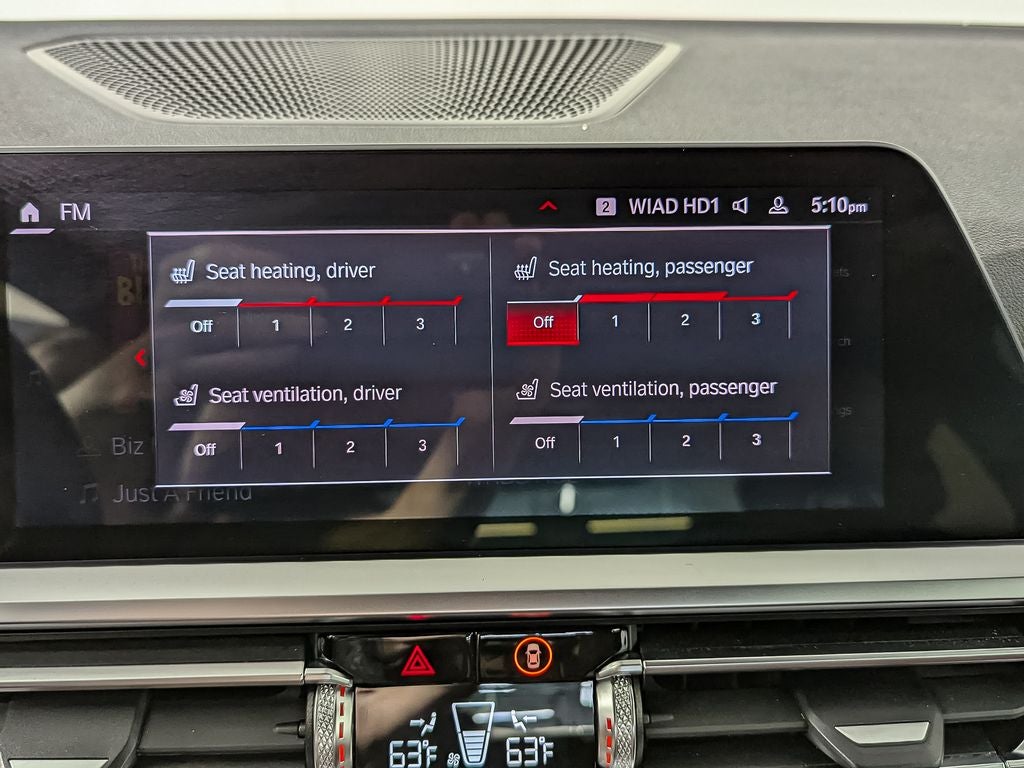 FM
2 WIAD HD1 5:10pm
Seat heating, driver
Off 1 2 3
Seat heating, passenger
Off 1 2 3
Seat ventilation, driver
Off 1 2 3
Seat ventilation, passenger
Off 1 2 3
Biz
Just A Friend
63°F 63°F